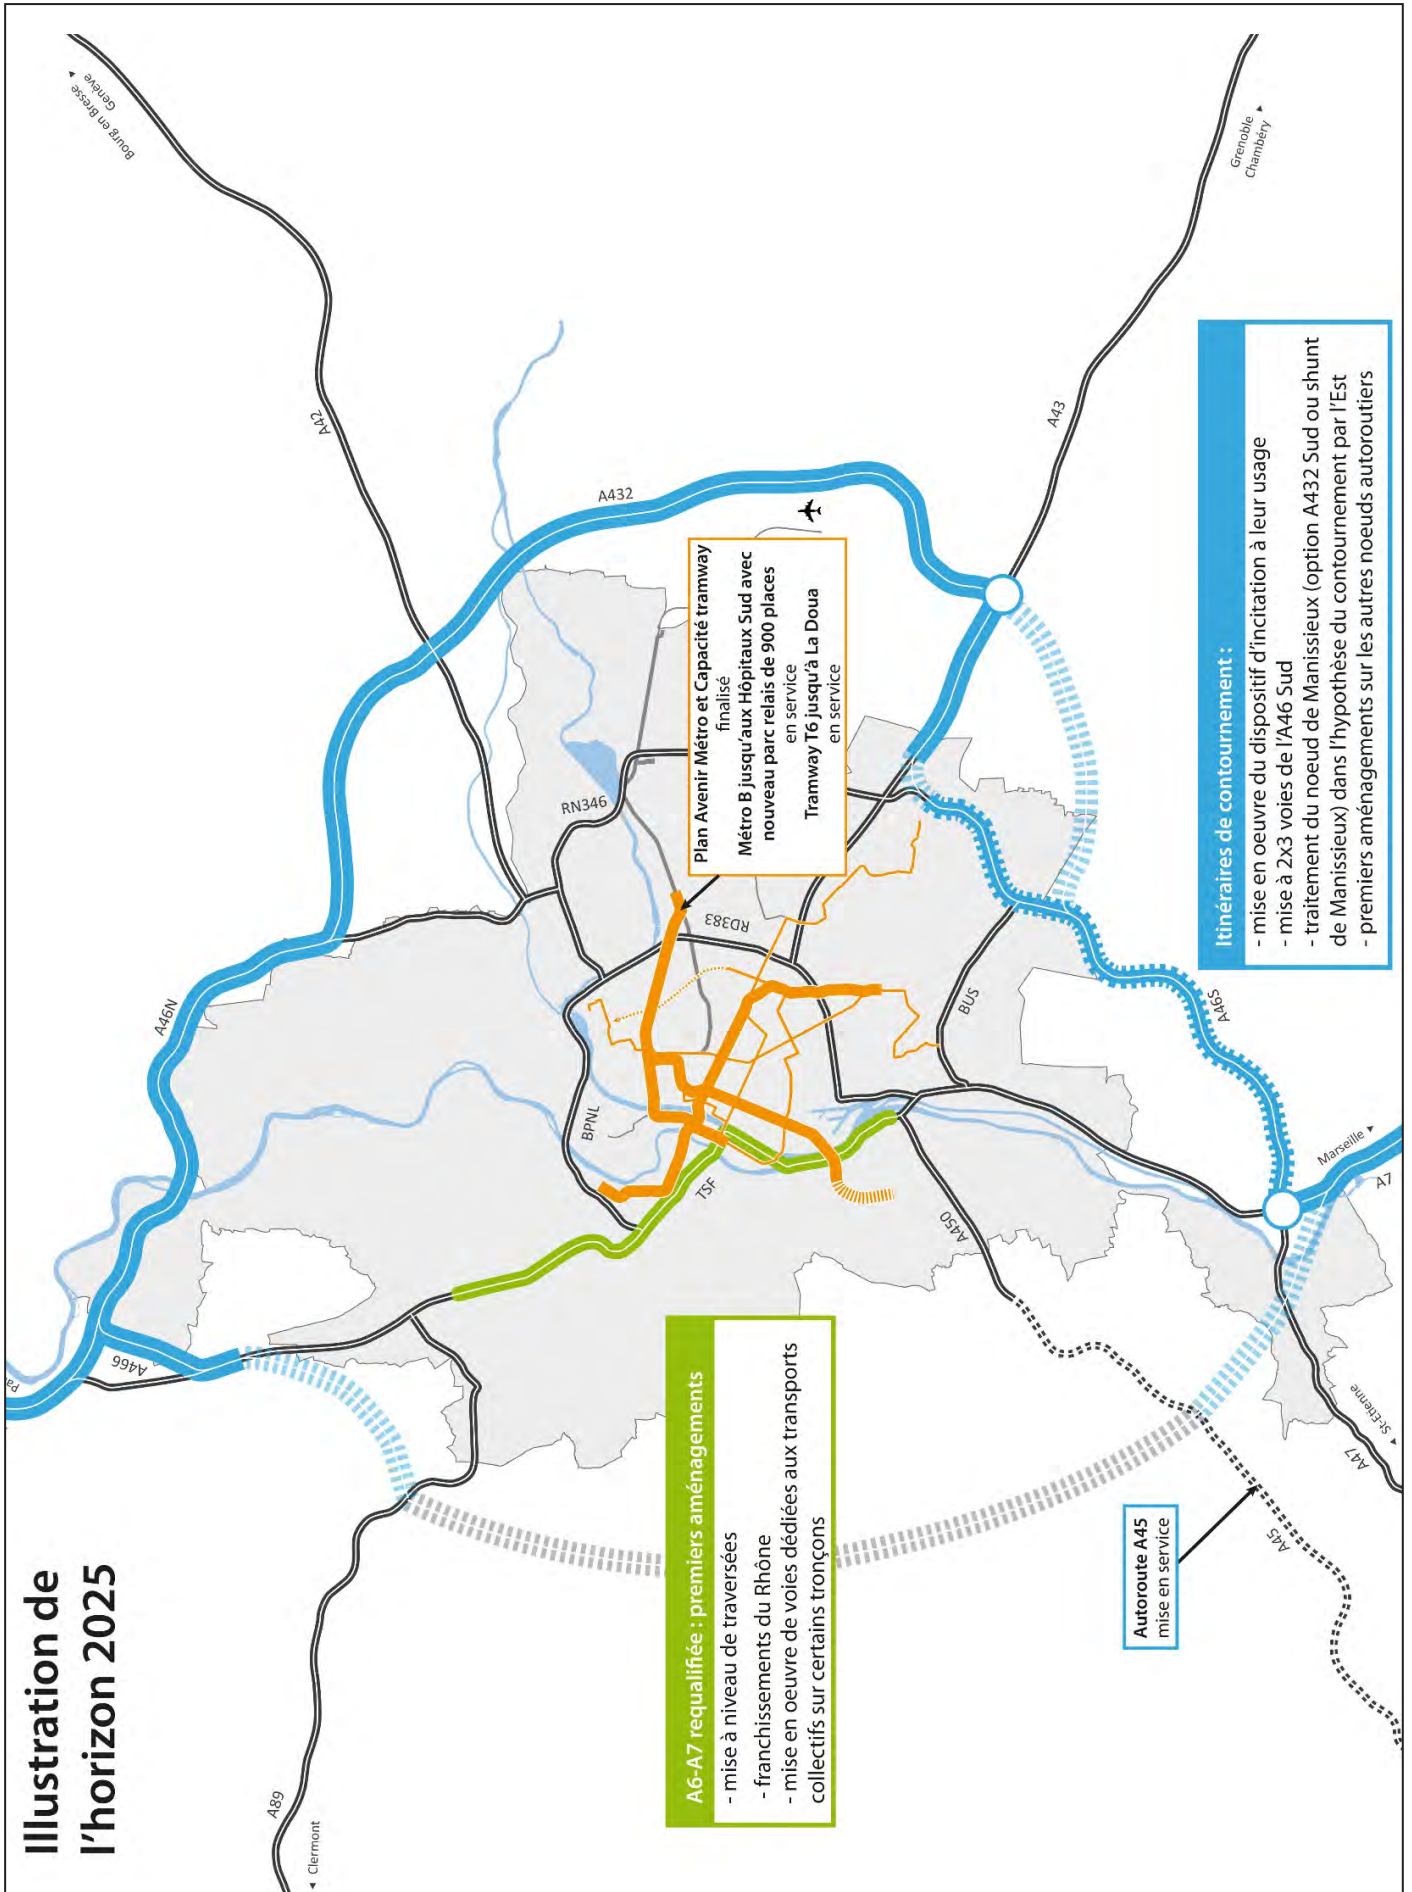 Illustration de
l'horizon 2025
Pa
A466
A46N
A89
◄ Clermont
Bourg en Bresse ►
Genève
A42
A432
RN346
BPNL
RD383
TSF
Plan Avenir Métro et Capacité tramway
finalisé
Métro B jusqu'aux Hôpitaux Sud avec
nouveau parc relais de 900 places
en service
Tramway T6 jusqu'à La Doua
en service
A6-A7 requalifiée : premiers aménagements
- mise à niveau de traversées
- franchissements du Rhône
- mise en oeuvre de voies dédiées aux transports
collectifs sur certains tronçons
A450
BUS
A43
Grenoble ►
Chambéry
A46S
Autoroute A45
mise en service
A45
A47
St-Etienne
◄
Marseille ►
A7
Itinéraires de contournement :
- mise en oeuvre du dispositif d'incitation à leur usage
- mise à 2x3 voies de l'A46 Sud
- traitement du noeud de Manissieux (option A432 Sud ou shunt
de Manissieux) dans l'hypothèse du contournement par l'Est
- premiers aménagements sur les autres noeuds autoroutiers